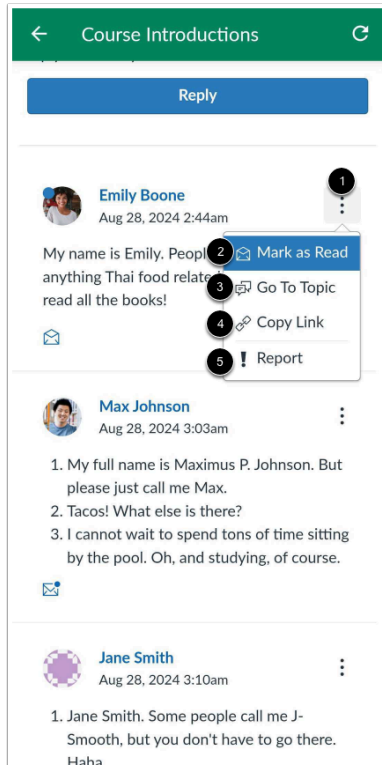 Course Introductions
Reply
1
Emily Boone
Aug 28, 2024 2:44am
My name is Emily. Peopl
anything Thai food relate
read all the books!
2 Mark as Read
3 Go To Topic
4 Copy Link
5 Report
Max Johnson
Aug 28, 2024 3:03am
1. My full name is Maximus P. Johnson. But
please just call me Max.
2. Tacos! What else is there?
3. I cannot wait to spend tons of time sitting
by the pool. Oh, and studying, of course.
Jane Smith
Aug 28, 2024 3:10am
1. Jane Smith. Some people call me J-
Smooth, but you don't have to go there.
Haha